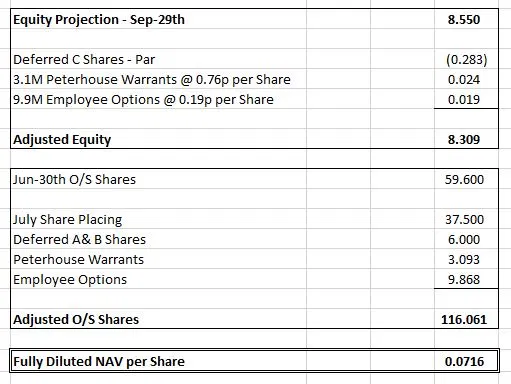 Equity Projection - Sep-29th 8.550
Deferred C Shares - Par (0.283)
3.1M Peterhouse Warrants @ 0.76p per Share 0.024
9.9M Employee Options @ 0.19p per Share 0.019
Adjusted Equity 8.309
Jun-30th O/S Shares 59.600
July Share Placing 37.500
Deferred A& B Shares 6.000
Peterhouse Warrants 3.093
Employee Options 9.868
Adjusted O/S Shares 116.061
Fully Diluted NAV per Share 0.0716